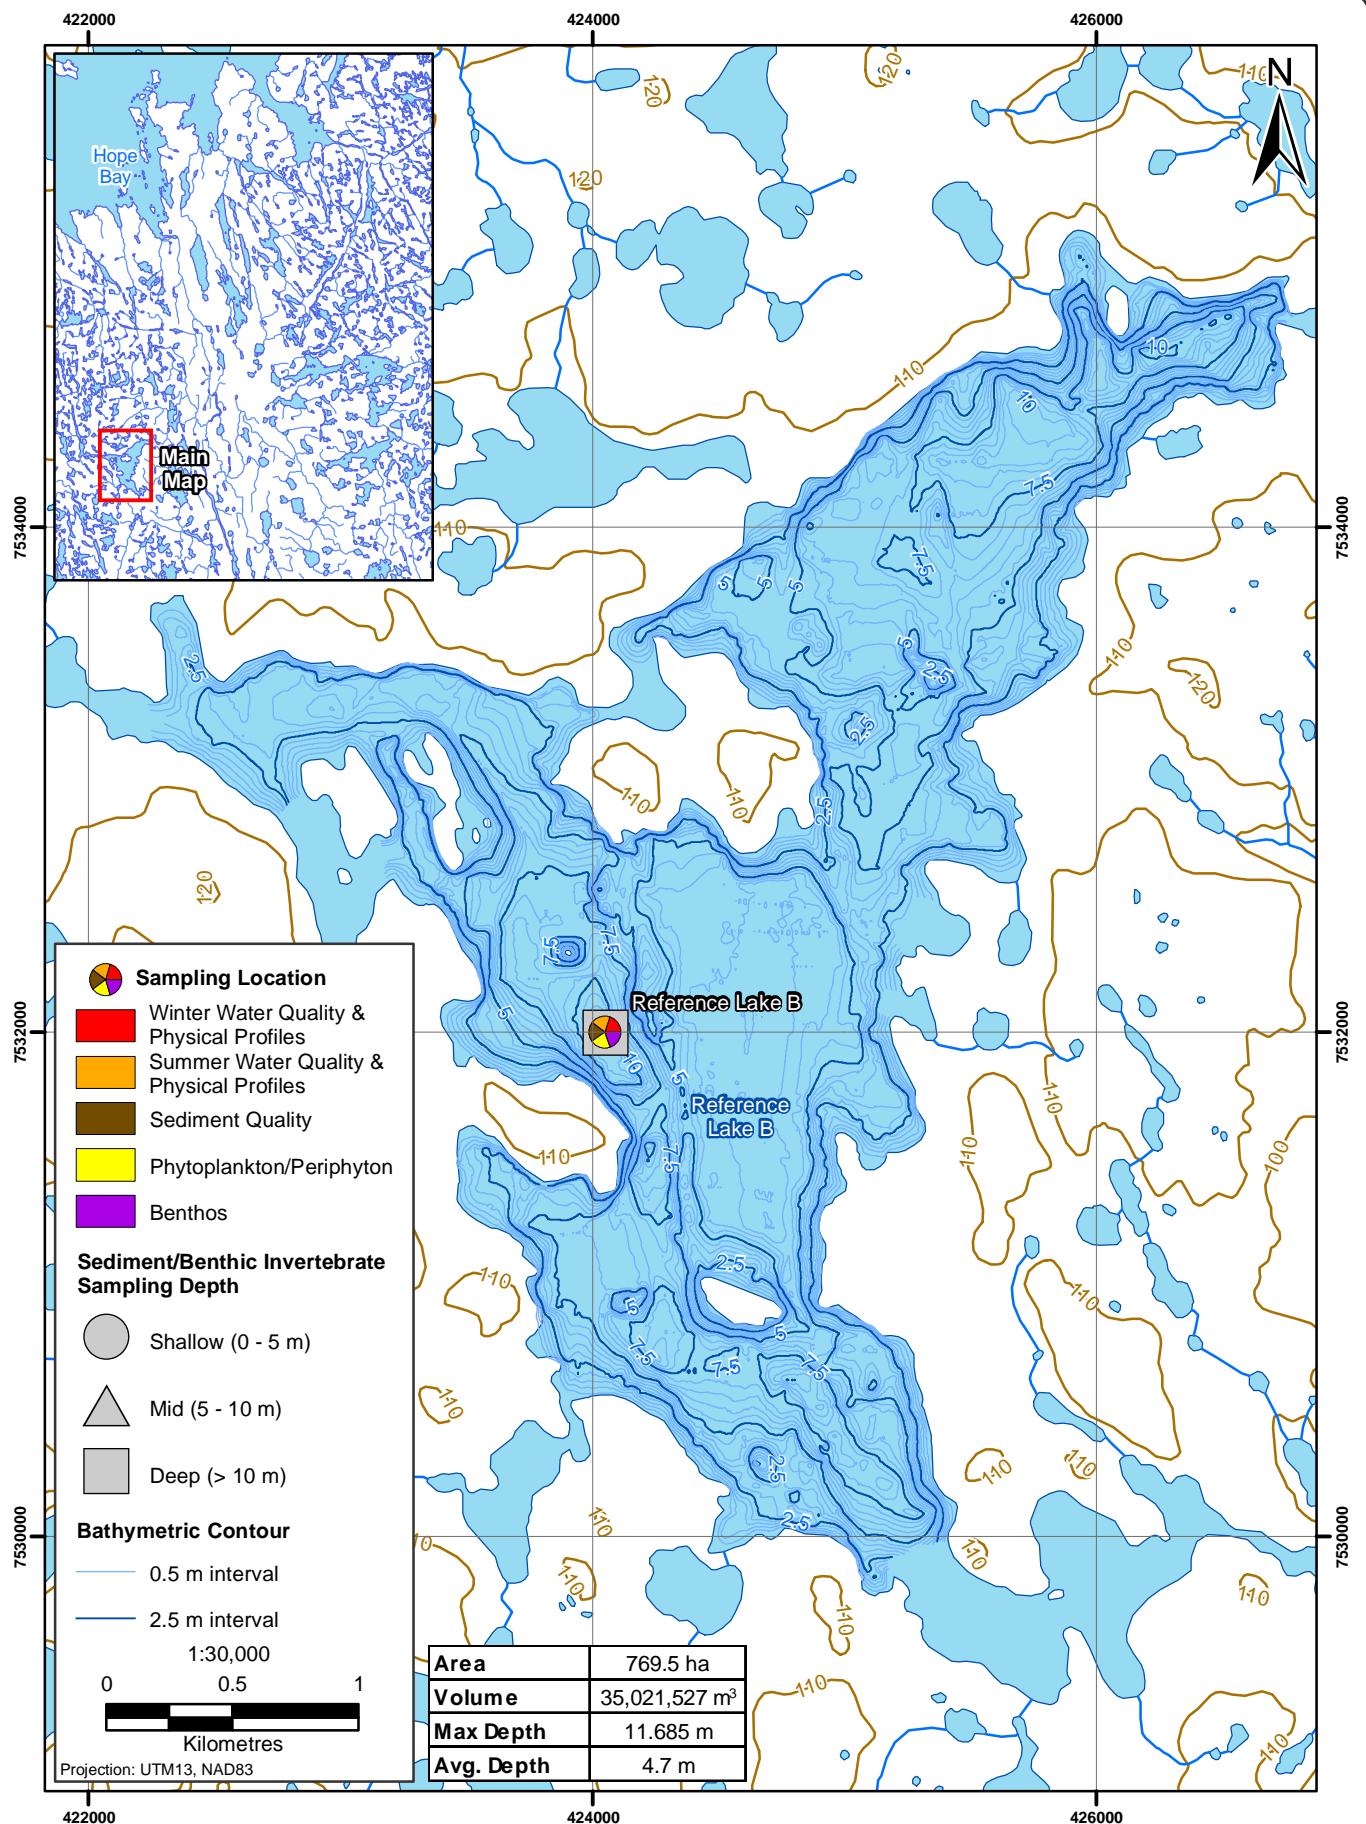 422000
424000
426000
Hope
Bay
Main
Map
N
120
120
110
120
110
10
10
7.5
7534000
7534000
110
7.5
5
5
5
5
2.5
2.5
110
120
2.5
110
110
2.5
120
7.5
7.5
5
Reference Lake B
7532000
7532000
10
5
Reference
Lake B
110
110
110
100
7.5
2.5
110
110
5
5
7.5
7.5
7.5
110
2.5
110
110
110
2.5
7530000
7530000
10
110
110
110
110
110
110
Sampling Location
Winter Water Quality &
Physical Profiles
Summer Water Quality &
Physical Profiles
Sediment Quality
Phytoplankton/Periphyton
Benthos
Sediment/Benthic Invertebrate
Sampling Depth
Shallow (0 - 5 m)
Mid (5 - 10 m)
Deep (> 10 m)
Bathymetric Contour
0.5 m interval
2.5 m interval
1:30,000
0 0.5 1
Kilometres
Projection: UTM13, NAD83
Area 769.5 ha
Volume 35,021,527 m³
Max Depth 11.685 m
Avg. Depth 4.7 m
422000
424000
426000